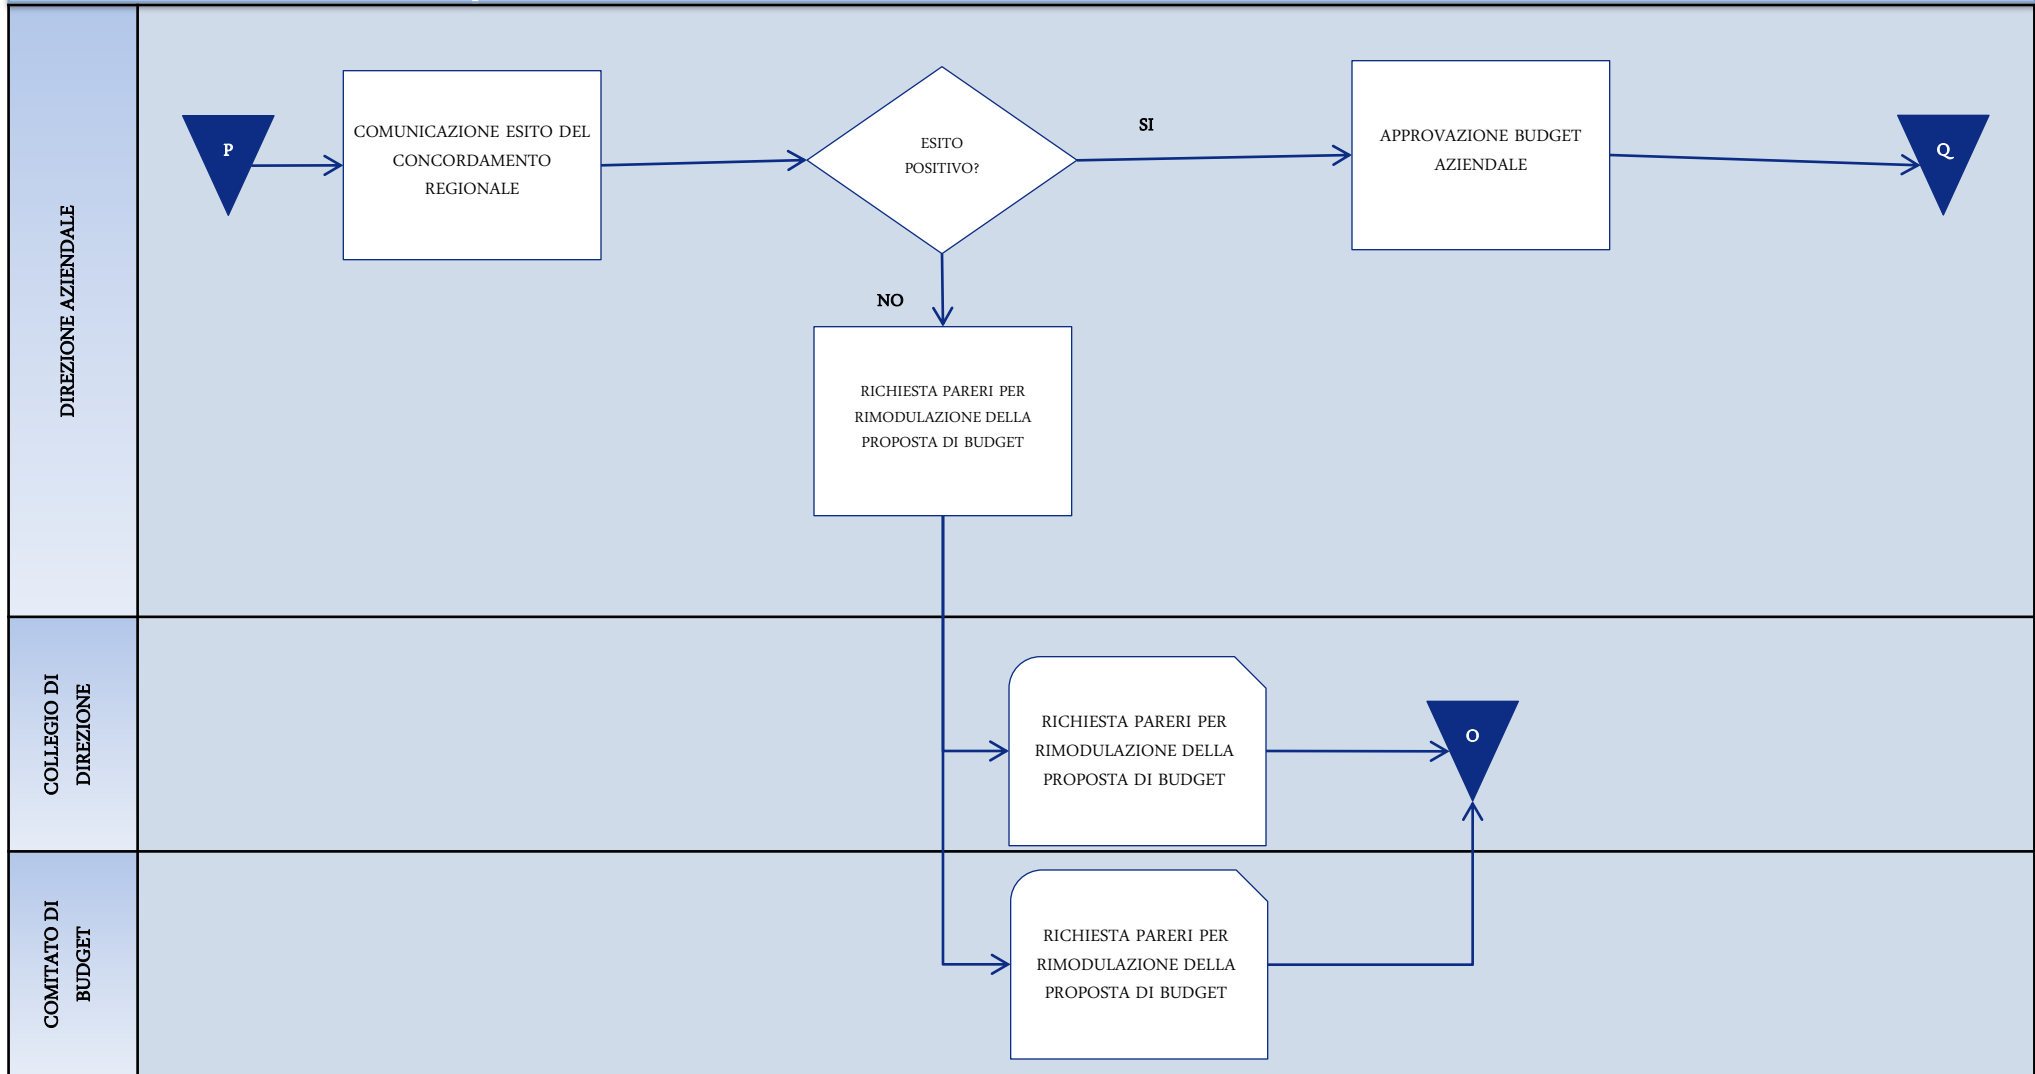 DIREZIONE AZIENDALE
P
COMUNICAZIONE ESITO DEL
CONCORDAMENTO
REGIONALE
ESITO
POSITIVO?
SI
APPROVAZIONE BUDGET
AZIENDALE
Q
NO
RICHIESTA PARERI PER
RIMODULAZIONE DELLA
PROPOSTA DI BUDGET
COLLEGIO DI
DIREZIONE
RICHIESTA PARERI PER
RIMODULAZIONE DELLA
PROPOSTA DI BUDGET
O
COMITATO DI
BUDGET
RICHIESTA PARERI PER
RIMODULAZIONE DELLA
PROPOSTA DI BUDGET